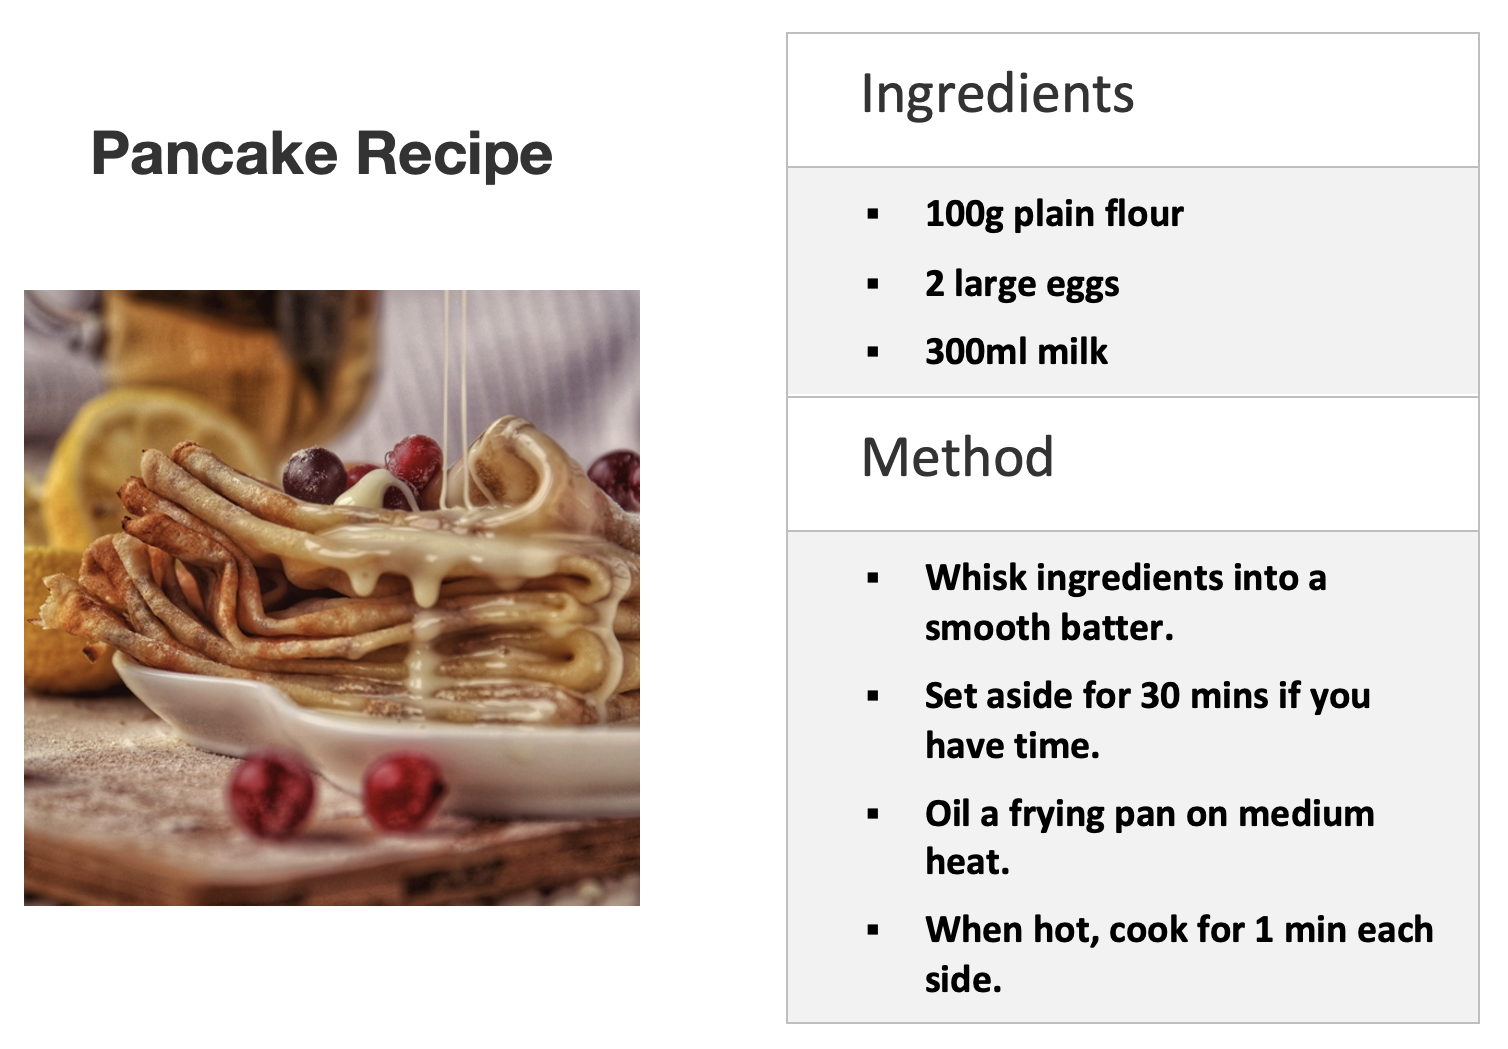 Pancake Recipe
Ingredients
▪ 100g plain flour
▪ 2 large eggs
▪ 300ml milk
Method
▪ Whisk ingredients into a
smooth batter.
▪ Set aside for 30 mins if you
have time.
▪ Oil a frying pan on medium
heat.
▪ When hot, cook for 1 min each
side.